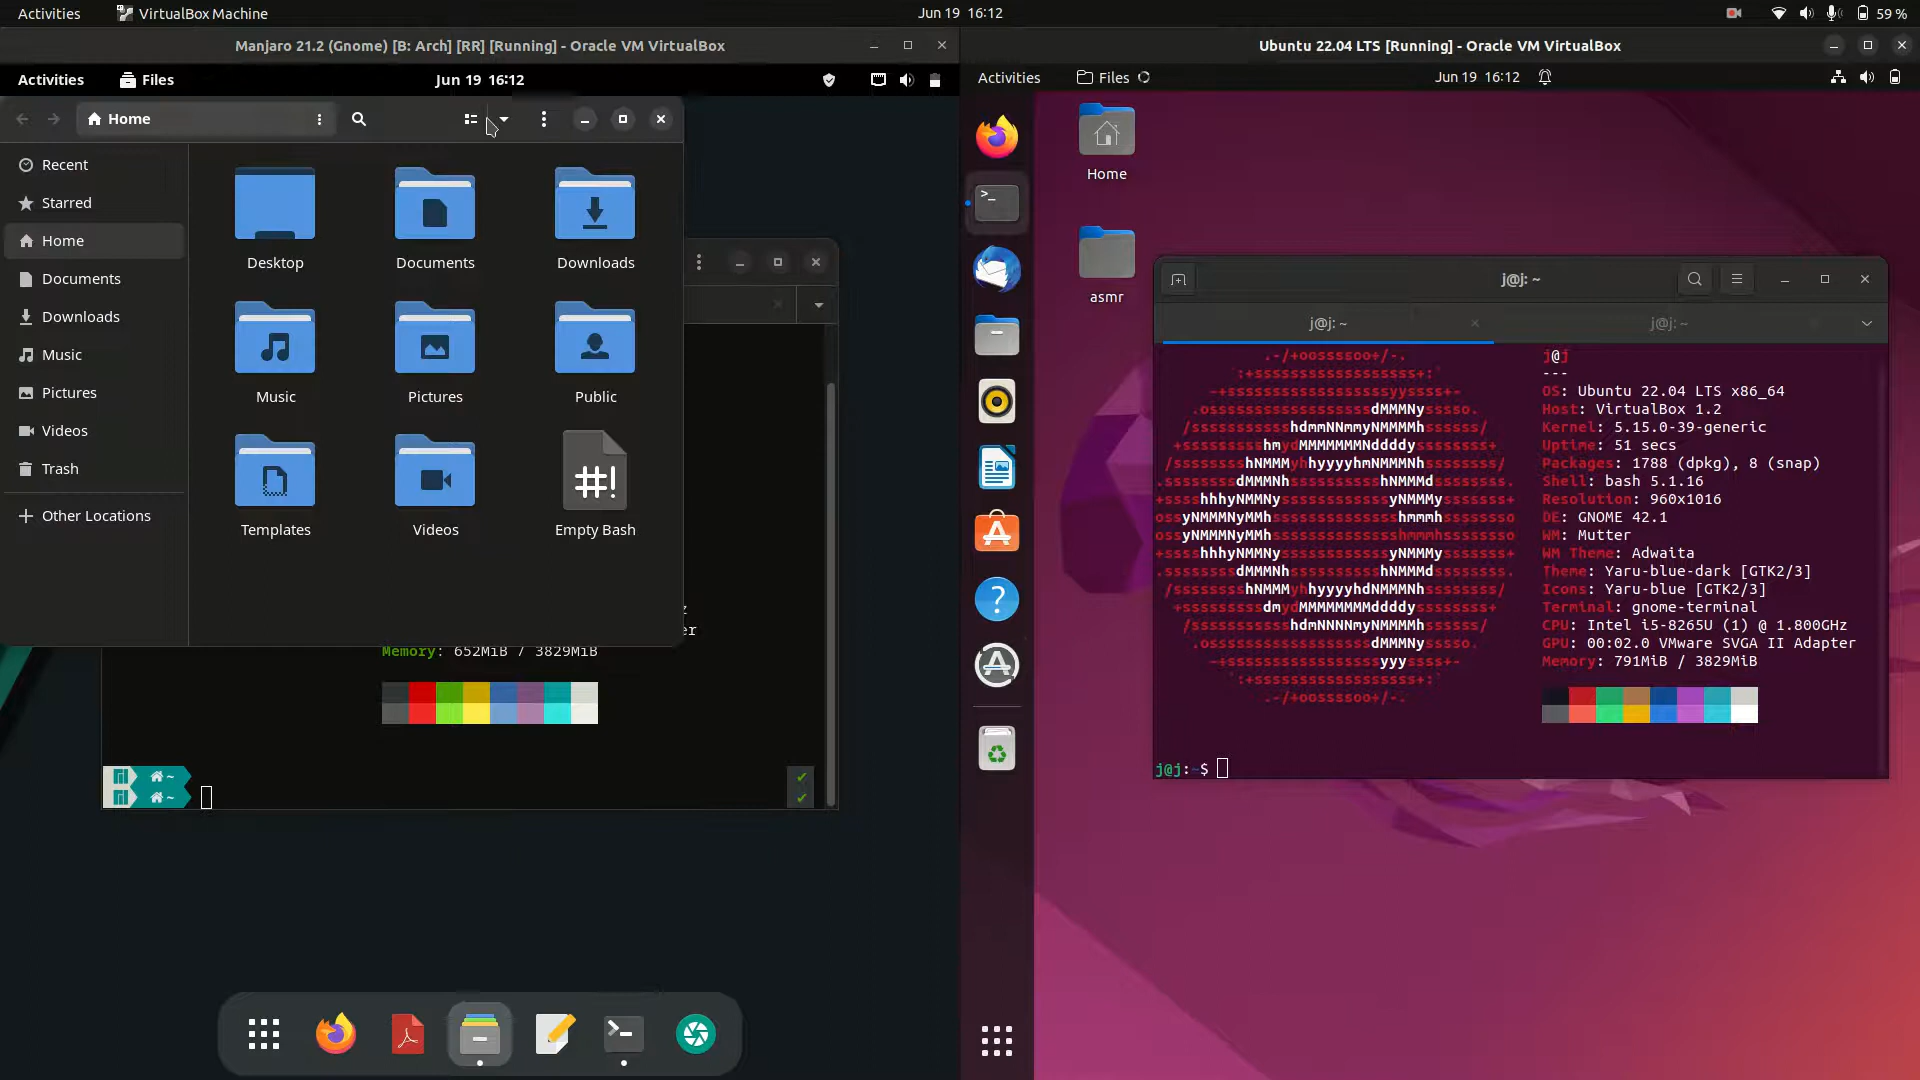 Activities VirtualBox Machine Jun 19 16:12 59 %
Manjaro 21.2 (Gnome) [B: Arch] [RR] [Running] - Oracle VM VirtualBox
Activities Files Jun 19 16:12
Home
Recent
Starred
Home
Documents
Downloads
Music
Pictures
Videos
Trash
Other Locations
Desktop Documents Downloads
Music Pictures Public
Templates Videos Empty Bash
er
Memory: 652MiB / 3829MiB
~
~
Ubuntu 22.04 LTS [Running] - Oracle VM VirtualBox
Activities Files Jun 19 16:12
Home
asmr
j@j: ~
j@j: ~ j@j: ~
j@j
---
OS: Ubuntu 22.04 LTS x86_64
Host: VirtualBox 1.2
Kernel: 5.15.0-39-generic
Uptime: 51 secs
Packages: 1788 (dpkg), 8 (snap)
Shell: bash 5.1.16
Resolution: 960x1016
DE: GNOME 42.1
WM: Mutter
WM Theme: Adwaita
Theme: Yaru-blue-dark [GTK2/3]
Icons: Yaru-blue [GTK2/3]
Terminal: gnome-terminal
CPU: Intel i5-8265U (1) @ 1.800GHz
GPU: 00:02.0 VMware SVGA II Adapter
Memory: 791MiB / 3829MiB
j@j:~$